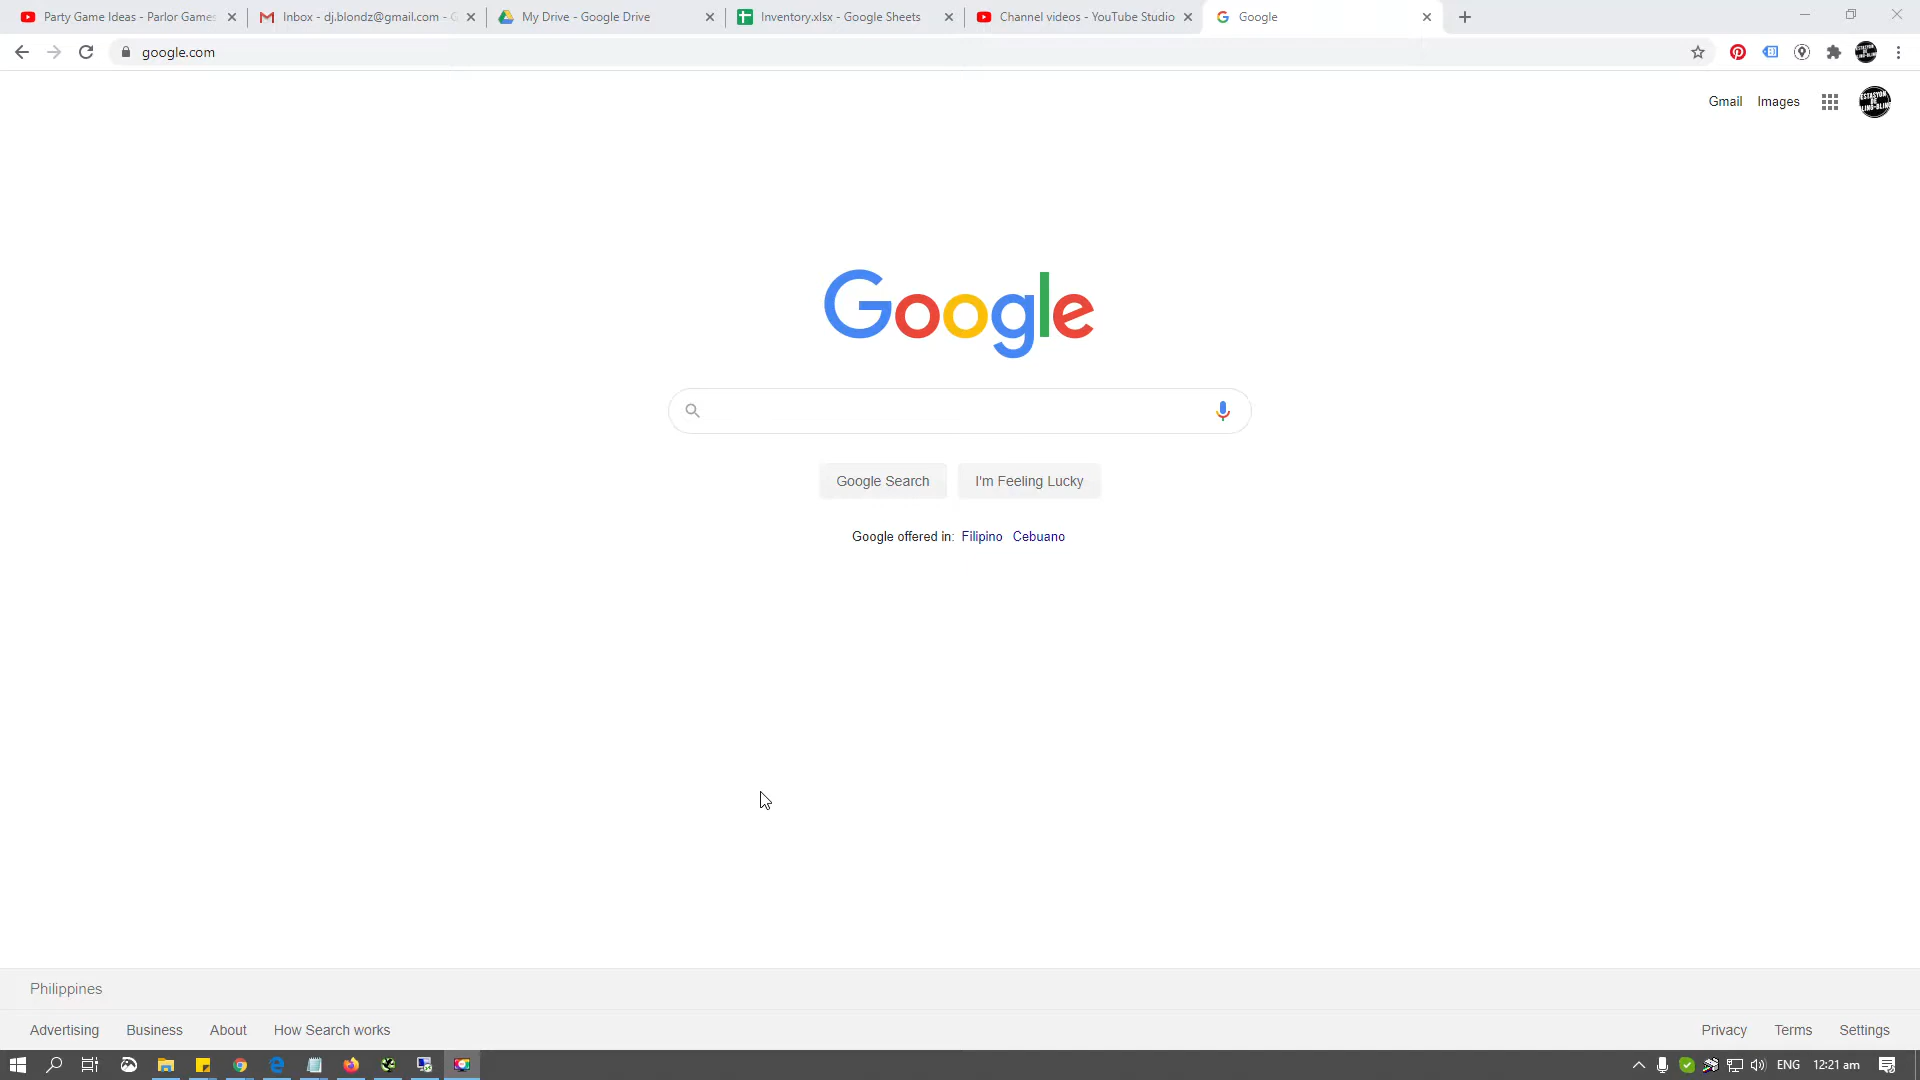 Party Game Ideas - Parlor Games
Inbox - dj.blondz@gmail.com - G
My Drive - Google Drive
Inventory.xlsx - Google Sheets
Channel videos - YouTube Studio
Google
google.com
Gmail Images
ESTASYON
Google
Google Search I'm Feeling Lucky
Google offered in: Filipino Cebuano
Philippines
Advertising Business About How Search works
Privacy Terms Settings
ENG 12:21 am